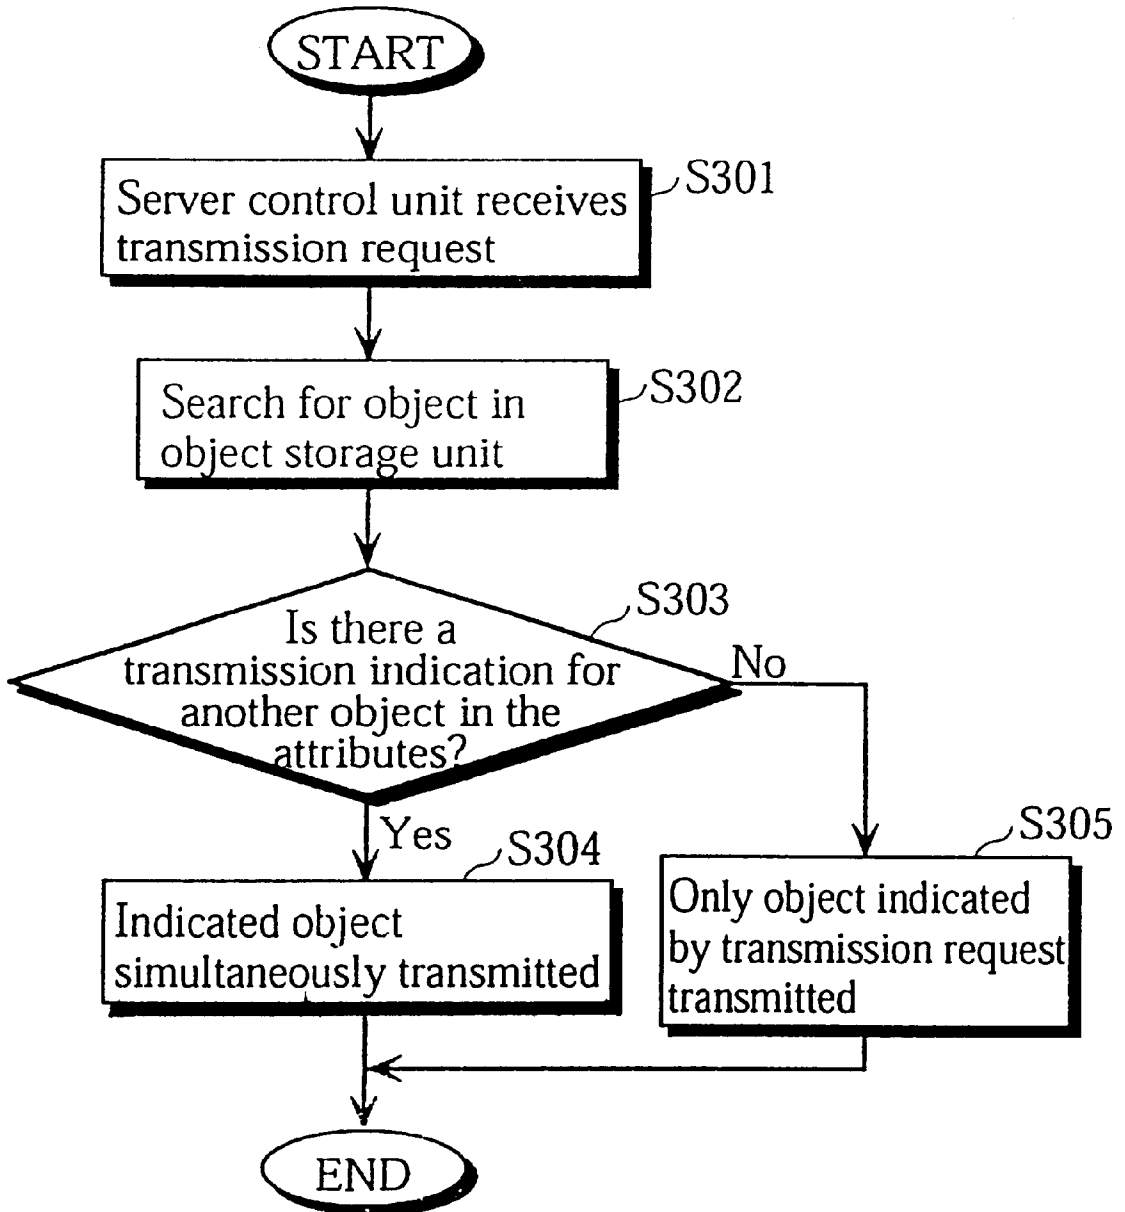 START
S301
Server control unit receives
transmission request
S302
Search for object in
object storage unit
S303
Is there a
transmission indication for
another object in the
attributes?
No
Yes
S304
Indicated object
simultaneously transmitted
S305
Only object indicated
by transmission request
transmitted
END